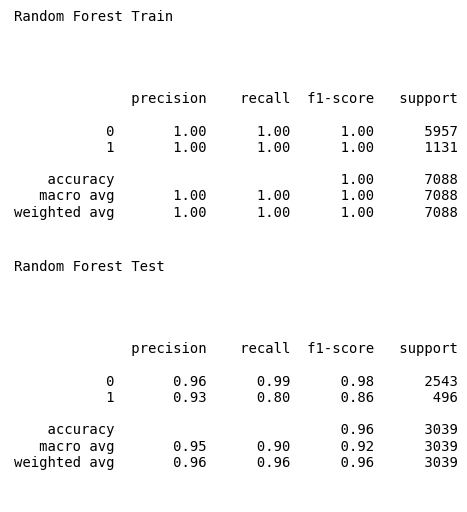 Random Forest Train
precision recall f1-score support
0 1.00 1.00 1.00 5957
1 1.00 1.00 1.00 1131
accuracy 1.00 7088
macro avg 1.00 1.00 1.00 7088
weighted avg 1.00 1.00 1.00 7088
Random Forest Test
precision recall f1-score support
0 0.96 0.99 0.98 2543
1 0.93 0.80 0.86 496
accuracy 0.96 3039
macro avg 0.95 0.90 0.92 3039
weighted avg 0.96 0.96 0.96 3039